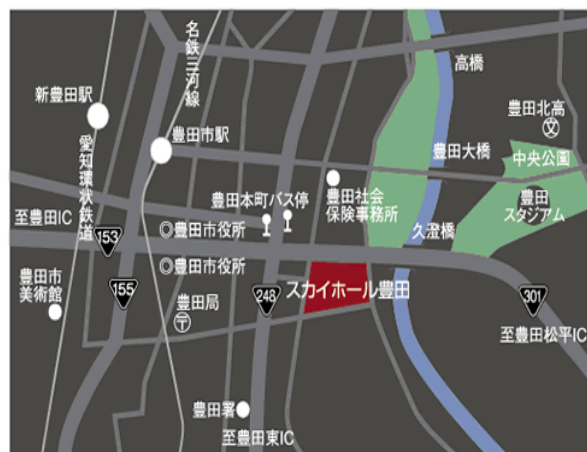 名鉄三河線
高橋
新豊田駅
豊田北高
文
豊田市駅
豊田大橋
中央公園
愛知環状鉄道
豊田社会
保険事務所
豊田
スタジアム
豊田本町バス停
至豊田IC
153
◎豊田市役所
久澄橋
◎豊田市役所
豊田市
美術館
155
豊田局
〒
248
スカイホール豊田
301
至豊田松平IC
豊田署
至豊田東IC